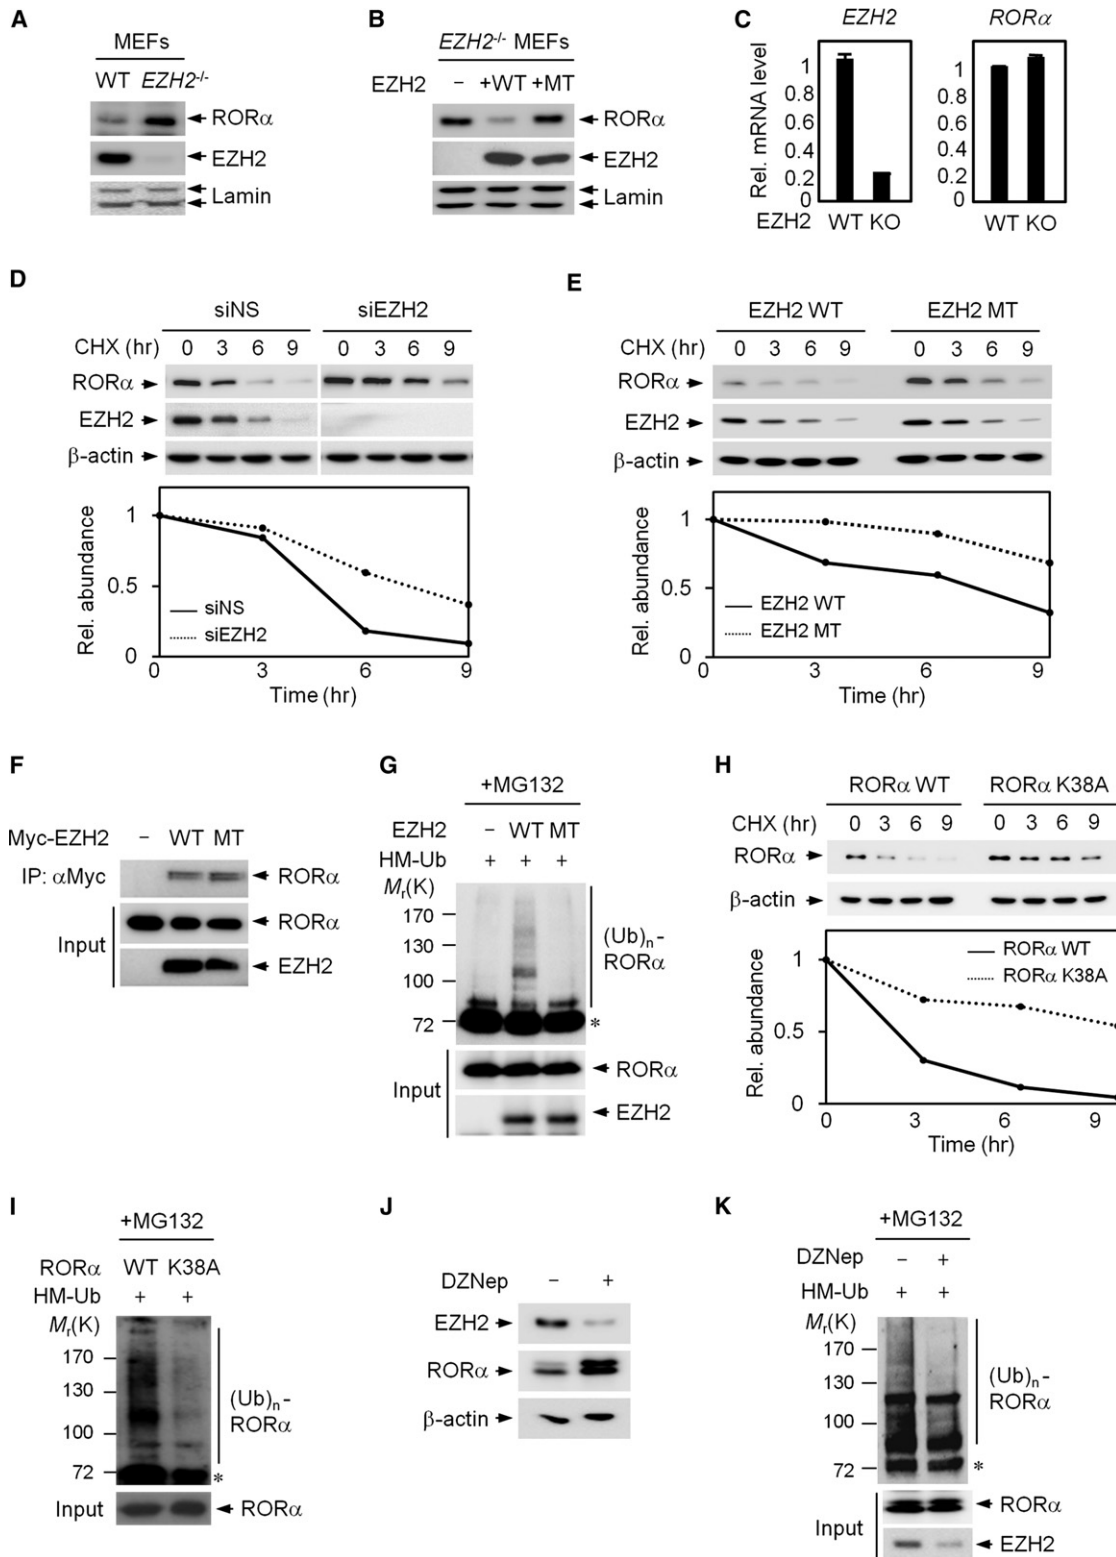 A
MEFs
WT EZH2-/-
RORα
EZH2
Lamin
B
EZH2-/- MEFs
EZH2 − +WT +MT
RORα
EZH2
Lamin
C
EZH2 RORα
Rel. mRNA level
1 1
0.8 0.8
0.6 0.6
0.4 0.4
0.2 0.2
0 0
EZH2 WT KO WT KO
D
siNS siEZH2
CHX (hr) 0 3 6 9 0 3 6 9
RORα
EZH2
β-actin
Rel. abundance
1
0.5
0
siNS
siEZH2
0 3 6 9
Time (hr)
E
EZH2 WT EZH2 MT
CHX (hr) 0 3 6 9 0 3 6 9
RORα
EZH2
β-actin
Rel. abundance
1
0.5
0
EZH2 WT
EZH2 MT
0 3 6 9
Time (hr)
F
Myc-EZH2 − WT MT
IP: αMyc RORα
Input RORα
EZH2
G
+MG132
EZH2 − WT MT
HM-Ub + + +
Mr(K)
170
130
100
72
(Ub)n-
RORα
*
Input RORα
EZH2
H
RORα WT RORα K38A
CHX (hr) 0 3 6 9 0 3 6 9
RORα
β-actin
Rel. abundance
1
0.5
0
RORα WT
RORα K38A
0 3 6 9
Time (hr)
I
+MG132
RORα WT K38A
HM-Ub + +
Mr(K)
170
130
100
72
(Ub)n-
RORα
*
Input RORα
J
DZNep − +
EZH2
RORα
β-actin
K
+MG132
DZNep − +
HM-Ub + +
Mr(K)
170
130
100
72
(Ub)n-
RORα
*
Input RORα
EZH2